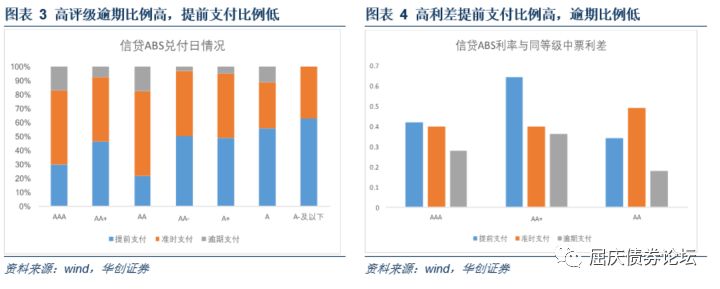 图表 3 高评级逾期比例高，提前支付比例低
信贷ABS兑付日情况
100%
90%
80%
70%
60%
50%
40%
30%
20%
10%
0%
AAA AA+ AA AA- A+ A A-及以下
提前支付 准时支付 逾期支付
资料来源：wind，华创证券
图表 4 高利差提前支付比例高，逾期比例低
信贷ABS利率与同等级中票利差
0.7
0.6
0.5
0.4
0.3
0.2
0.1
0
AAA AA+ AA
提前支付 准时支付 逾期支付
资料来源：wind，华创证券
屈庆债券论坛